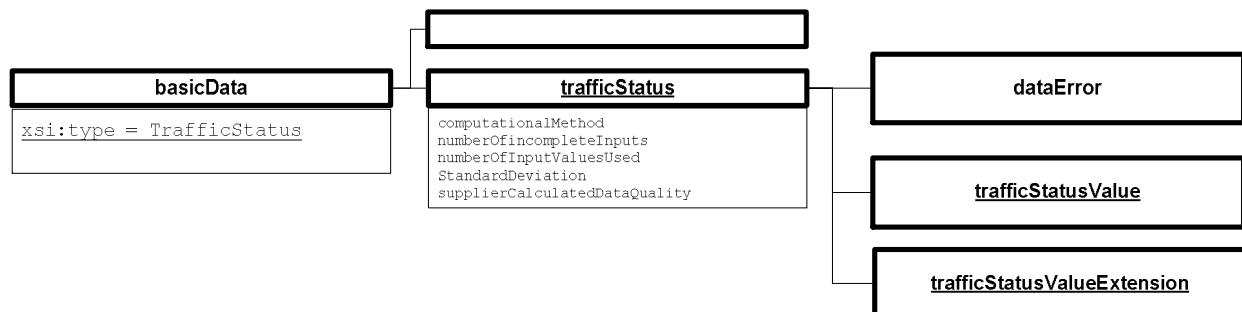 basicData
xsi:type = TrafficStatus
trafficStatus
computationalMethod
numberOfincompleteInputs
numberOfInputValuesUsed
StandardDeviation
supplierCalculatedDataQuality
dataError
trafficStatusValue
trafficStatusValueExtension